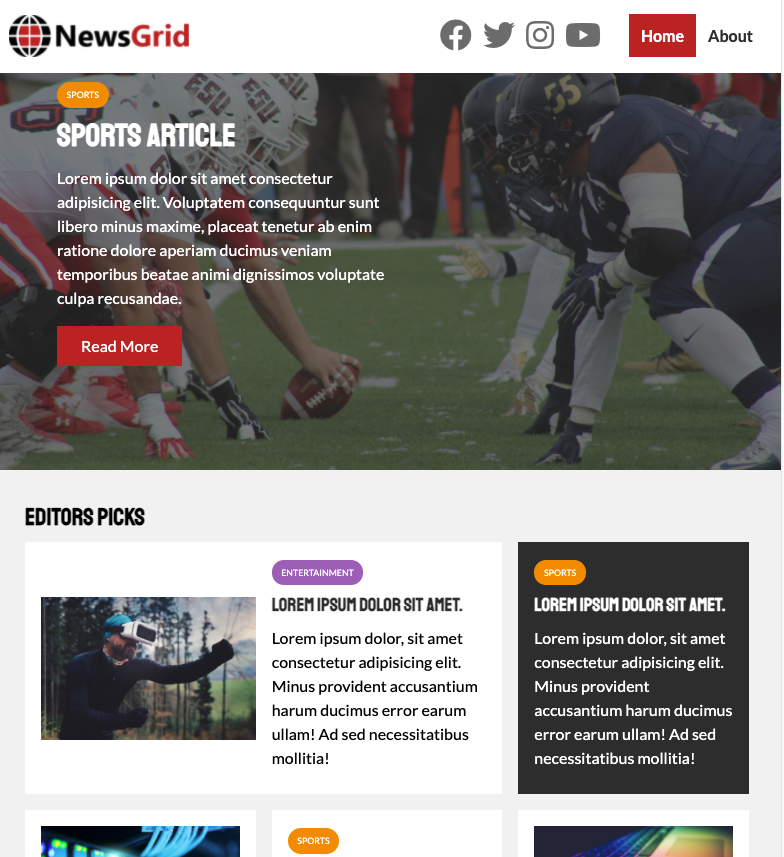 NewsGrid
Home
About
SPORTS
SPORTS ARTICLE
Lorem ipsum dolor sit amet consectetur
adipisicing elit. Voluptatem consequuntur sunt
libero minus maxime, placeat tenetur ab enim
ratione dolore aperiam ducimus veniam
temporibus beatae animi dignissimos voluptate
culpa recusandae.
Read More
ESU
ESU
55
EDITORS PICKS
ENTERTAINMENT
LOREM IPSUM DOLOR SIT AMET.
Lorem ipsum dolor, sit amet
consectetur adipisicing elit.
Minus provident accusantium
harum ducimus error earum
ullam! Ad sed necessitatibus
mollitia!
SPORTS
LOREM IPSUM DOLOR SIT AMET.
Lorem ipsum dolor, sit amet
consectetur adipisicing elit.
Minus provident
accusantium harum ducimus
error earum ullam! Ad sed
necessitatibus mollitia!
SPORTS